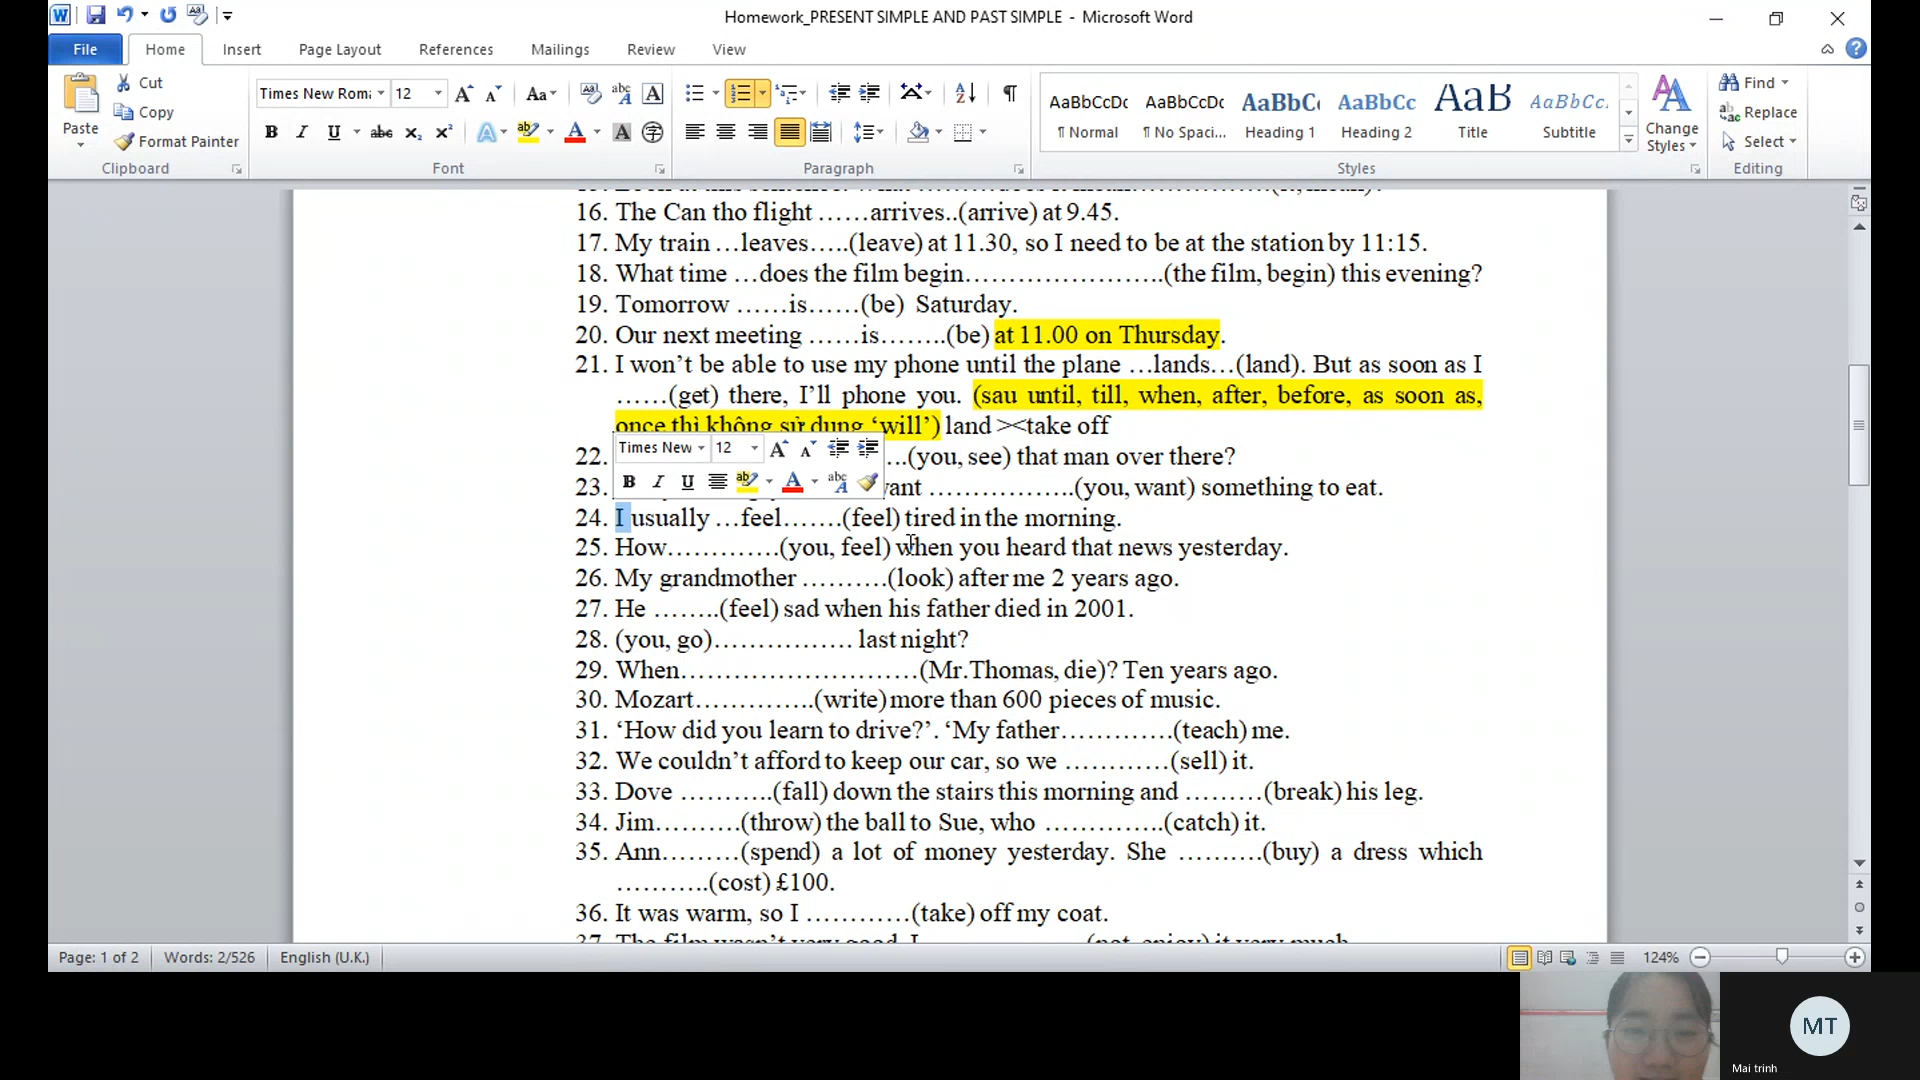 Homework_PRESENT SIMPLE AND PAST SIMPLE - Microsoft Word
File Home Insert Page Layout References Mailings Review View
Paste
Cut
Copy
Format Painter
Clipboard
Times New Roma 12
Font
Paragraph
AaBbCcDc AaBbCcDc AaBbC AaBbCc AaB AaBbCc.
¶ Normal ¶ No Spaci... Heading 1 Heading 2 Title Subtitle
Styles
Change Styles
Find
Replace
Select
Editing
16. The Can tho flight ……arrives..(arrive) at 9.45.
17. My train …leaves…..(leave) at 11.30, so I need to be at the station by 11:15.
18. What time …does the film begin…………………..(the film, begin) this evening?
19. Tomorrow ……is……(be) Saturday.
20. Our next meeting ……is……..(be) at 11.00 on Thursday.
21. I won’t be able to use my phone until the plane …lands…(land). But as soon as I
……(get) there, I’ll phone you. (sau until, till, when, after, before, as soon as,
once thì không sử dụng ‘will’) land ><take off
22. …(you, see) that man over there?
23. want ……………..(you, want) something to eat.
Times New 12
24. I usually …feel…….(feel) tired in the morning.
25. How………….(you, feel) when you heard that news yesterday.
26. My grandmother ……….(look) after me 2 years ago.
27. He ……..(feel) sad when his father died in 2001.
28. (you, go)……………. last night?
29. When………………………(Mr.Thomas, die)? Ten years ago.
30. Mozart…………..(write) more than 600 pieces of music.
31. ‘How did you learn to drive?’. ‘My father………….(teach) me.
32. We couldn’t afford to keep our car, so we …………(sell) it.
33. Dove ………..(fall) down the stairs this morning and ………(break) his leg.
34. Jim……….(throw) the ball to Sue, who …………..(catch) it.
35. Ann………(spend) a lot of money yesterday. She ……….(buy) a dress which
………..(cost) £100.
36. It was warm, so I …………(take) off my coat.
37. The film wasn’t very good. I ………………(not, enjoy) it very much.
Page: 1 of 2 Words: 2/526 English (U.K.) 124%
MT
Mai trinh